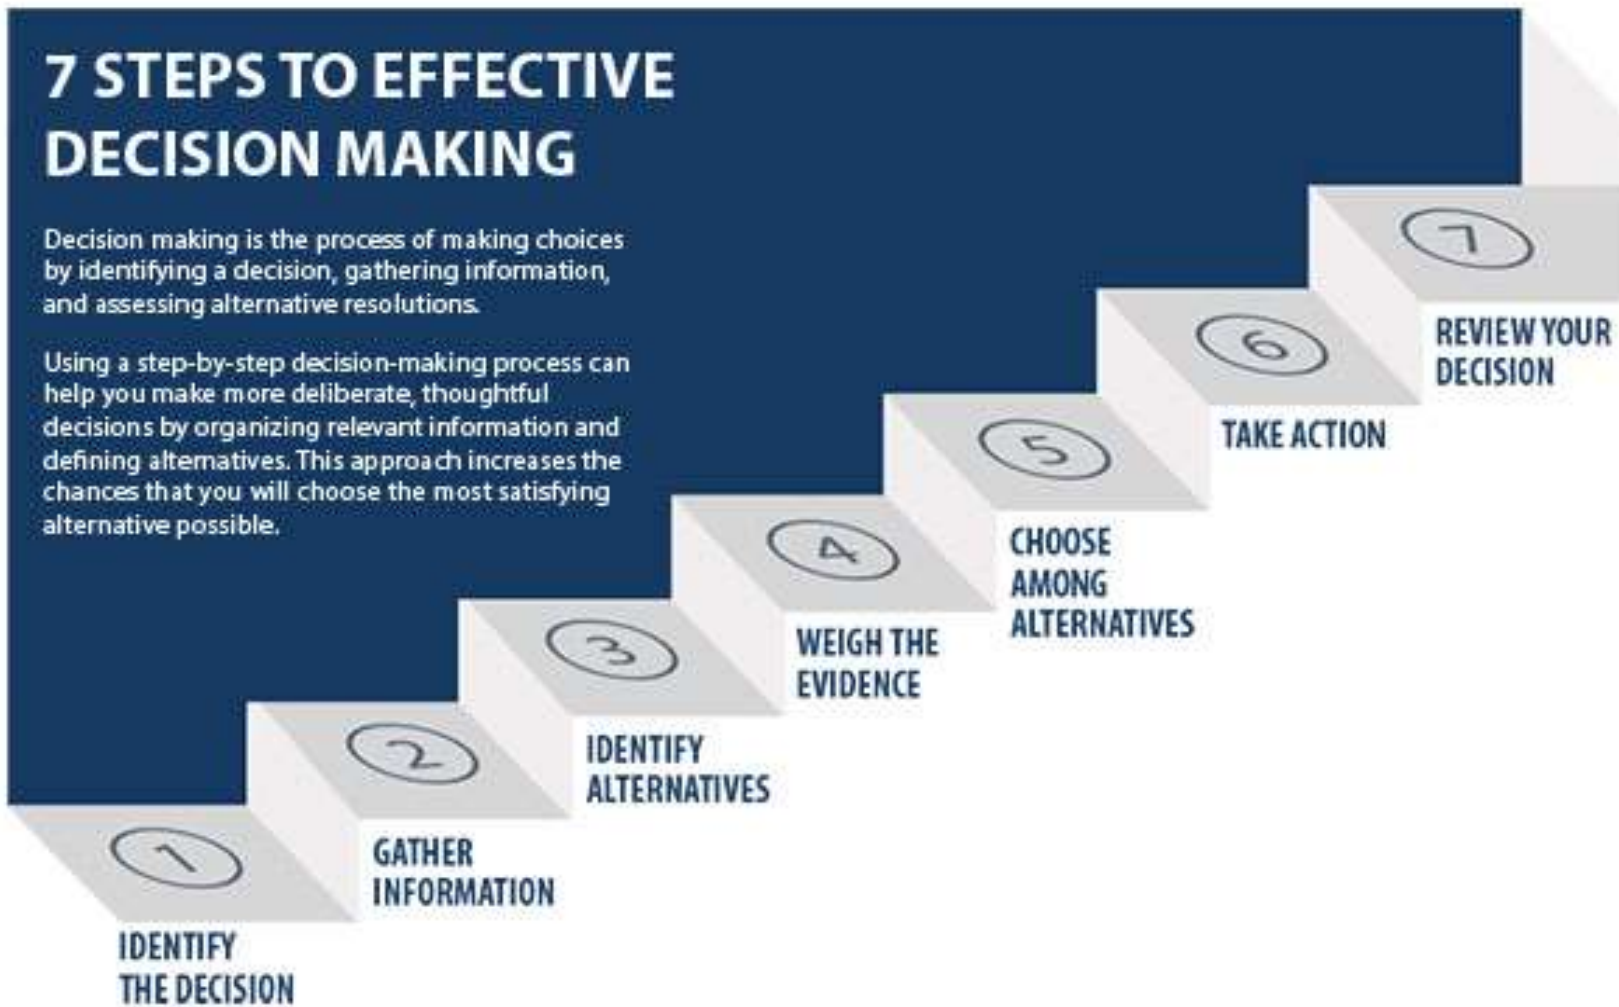 7 STEPS TO EFFECTIVE
DECISION MAKING
Decision making is the process of making choices
by identifying a decision, gathering information,
and assessing alternative resolutions.
Using a step-by-step decision-making process can
help you make more deliberate, thoughtful
decisions by organizing relevant information and
defining alternatives. This approach increases the
chances that you will choose the most satisfying
alternative possible.
1
IDENTIFY
THE DECISION
2
GATHER
INFORMATION
3
IDENTIFY
ALTERNATIVES
4
WEIGH THE
EVIDENCE
5
CHOOSE
AMONG
ALTERNATIVES
6
TAKE ACTION
7
REVIEW YOUR
DECISION